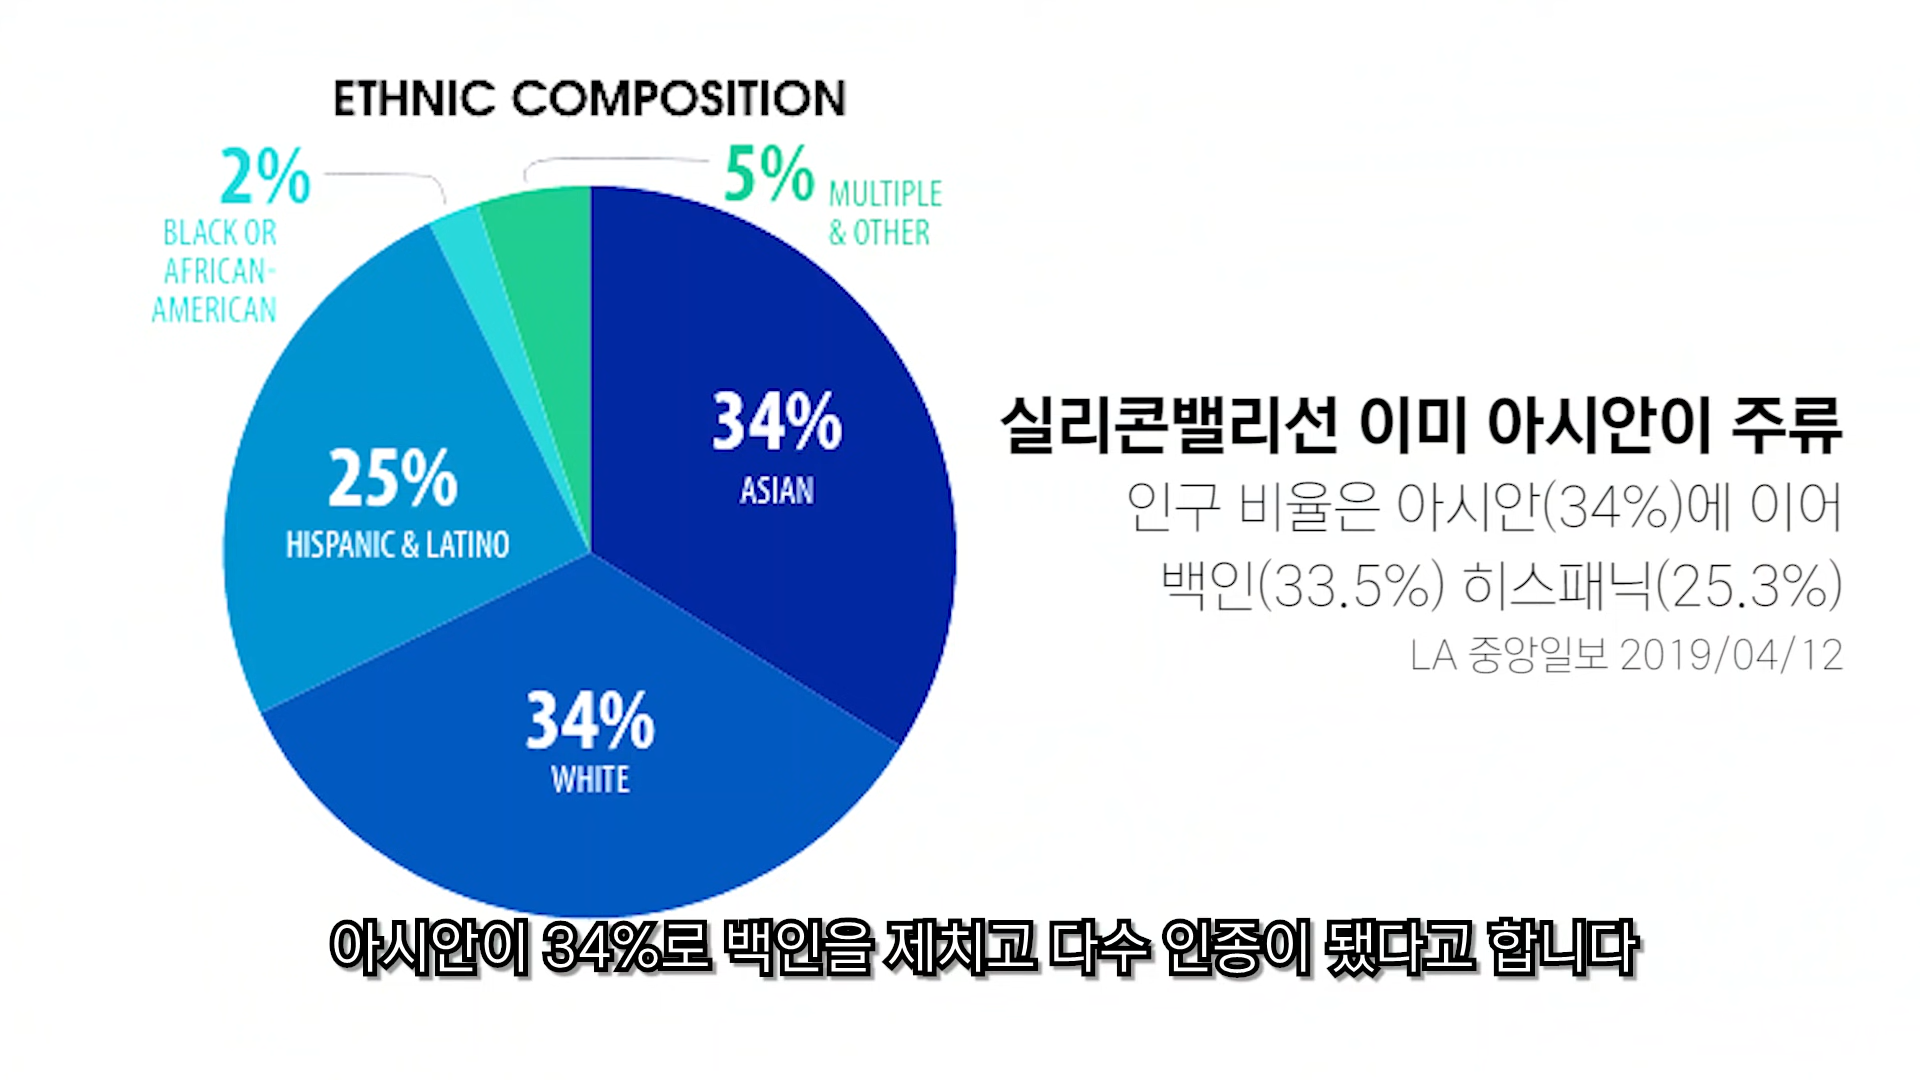 ETHNIC COMPOSITION
2%
BLACK OR
AFRICAN-
AMERICAN
5%
MULTIPLE
& OTHER
34%
ASIAN
25%
HISPANIC & LATINO
34%
WHITE
실리콘밸리선 이미 아시안이 주류
인구 비율은 아시안(34%)에 이어
백인(33.5%) 히스패닉(25.3%)
LA 중앙일보 2019/04/12
아시안이 34%로 백인을 제치고 다수 인종이 됐다고 합니다